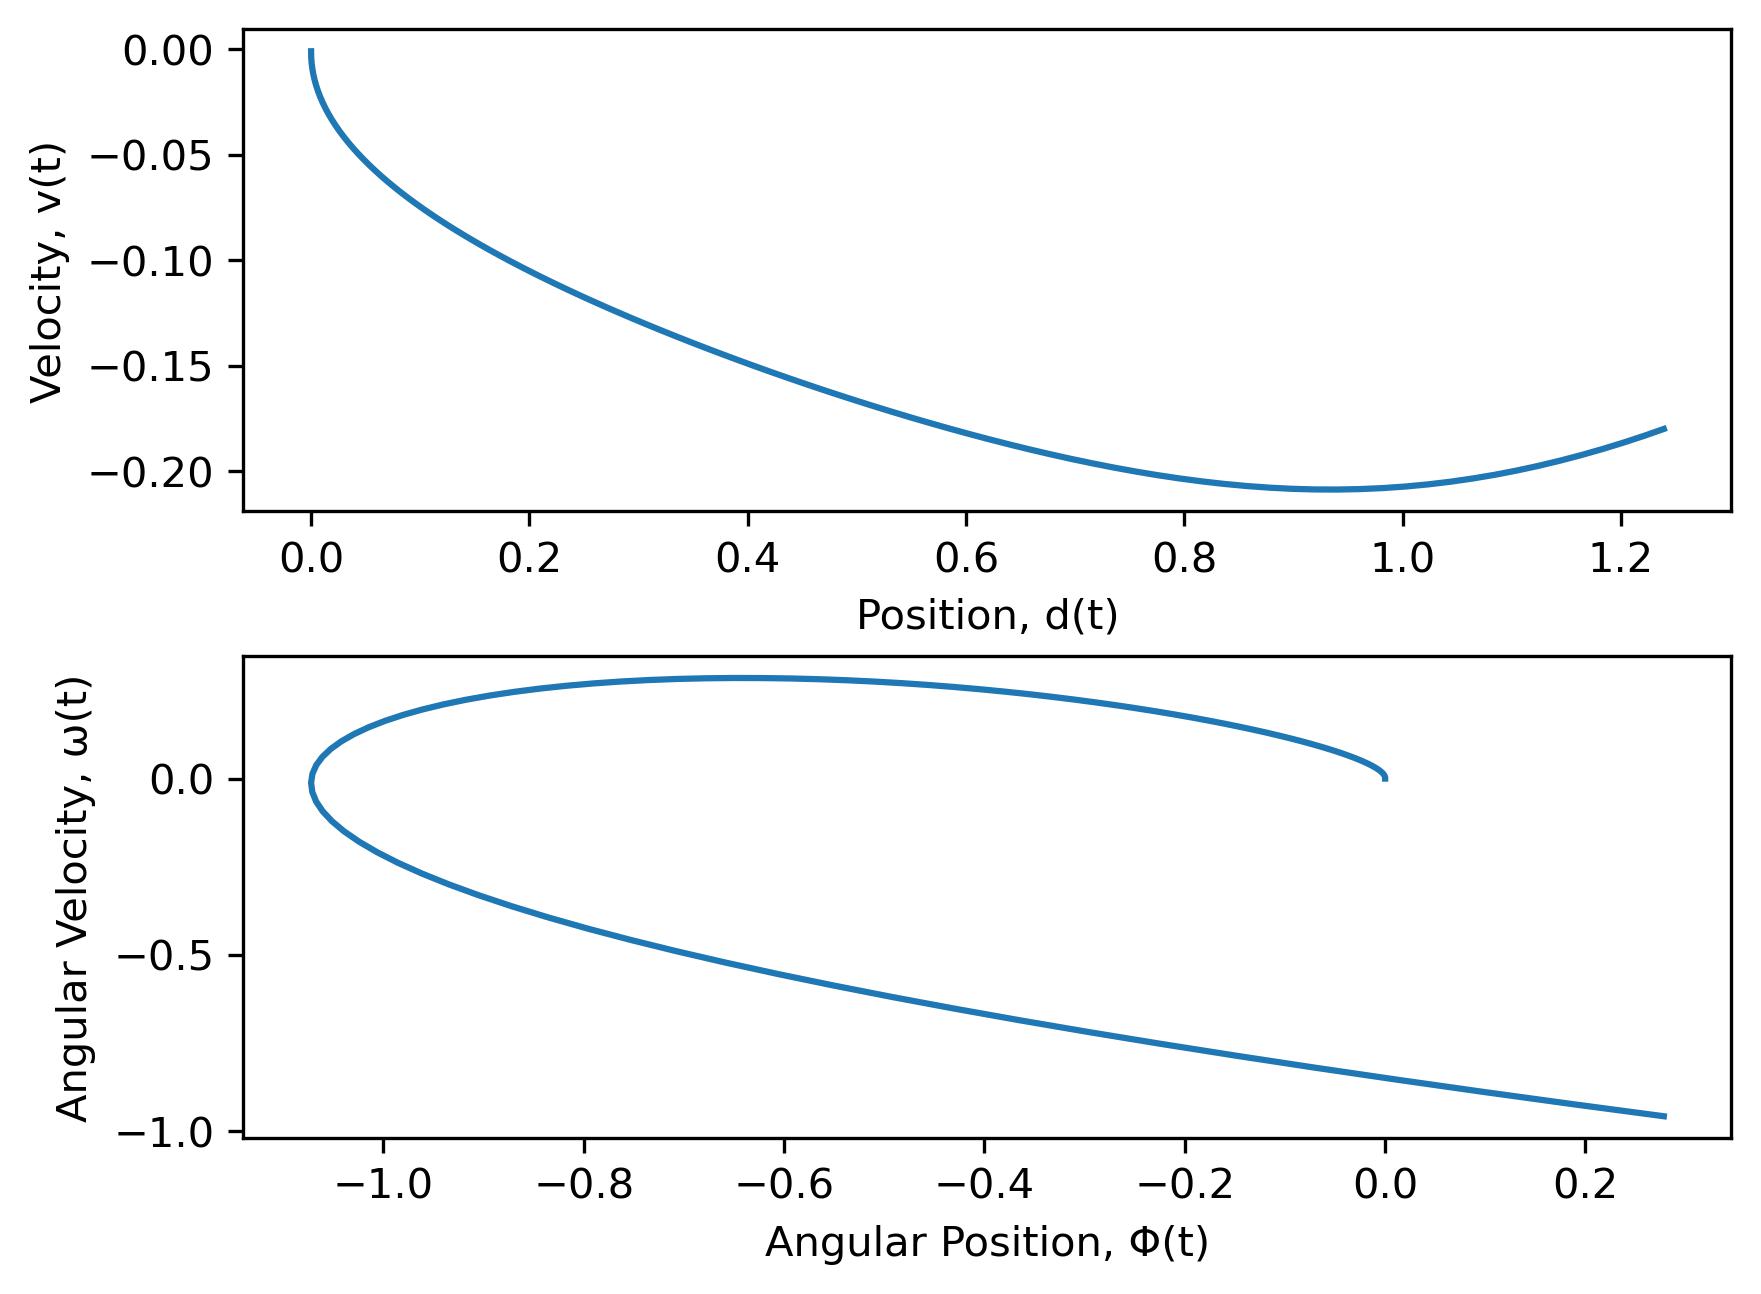 0.00
−0.05
−0.10
−0.15
−0.20
Velocity, v(t)
0.0 0.2 0.4 0.6 0.8 1.0 1.2
Position, d(t)
0.0
−0.5
−1.0
Angular Velocity, ω(t)
−1.0 −0.8 −0.6 −0.4 −0.2 0.0 0.2
Angular Position, Φ(t)